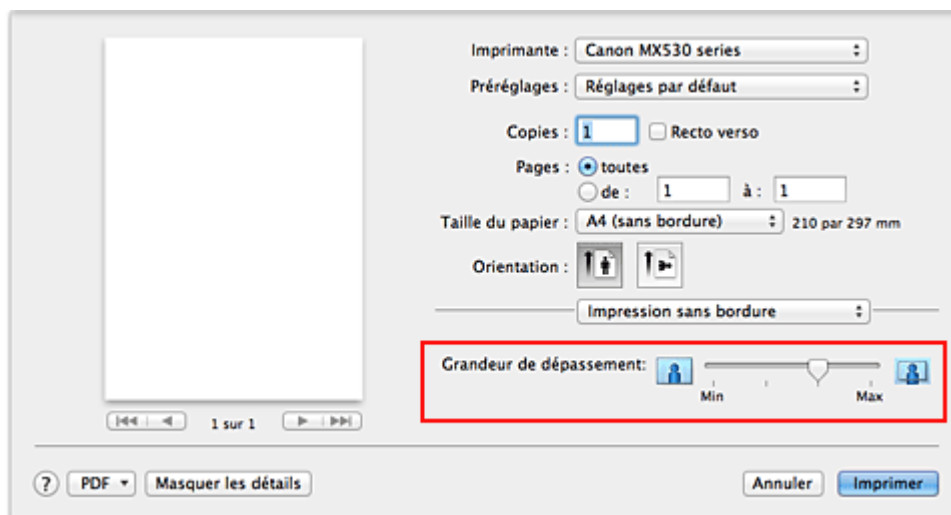 Imprimante : Canon MX530 series
Préréglages : Réglages par défaut
Copies : 1 Recto verso
Pages : toutes
de : 1 à : 1
Taille du papier : A4 (sans bordure) 210 par 297 mm
Orientation :
Impression sans bordure
Grandeur de dépassement:
Min Max
1 sur 1
? PDF Masquer les détails Annuler Imprimer